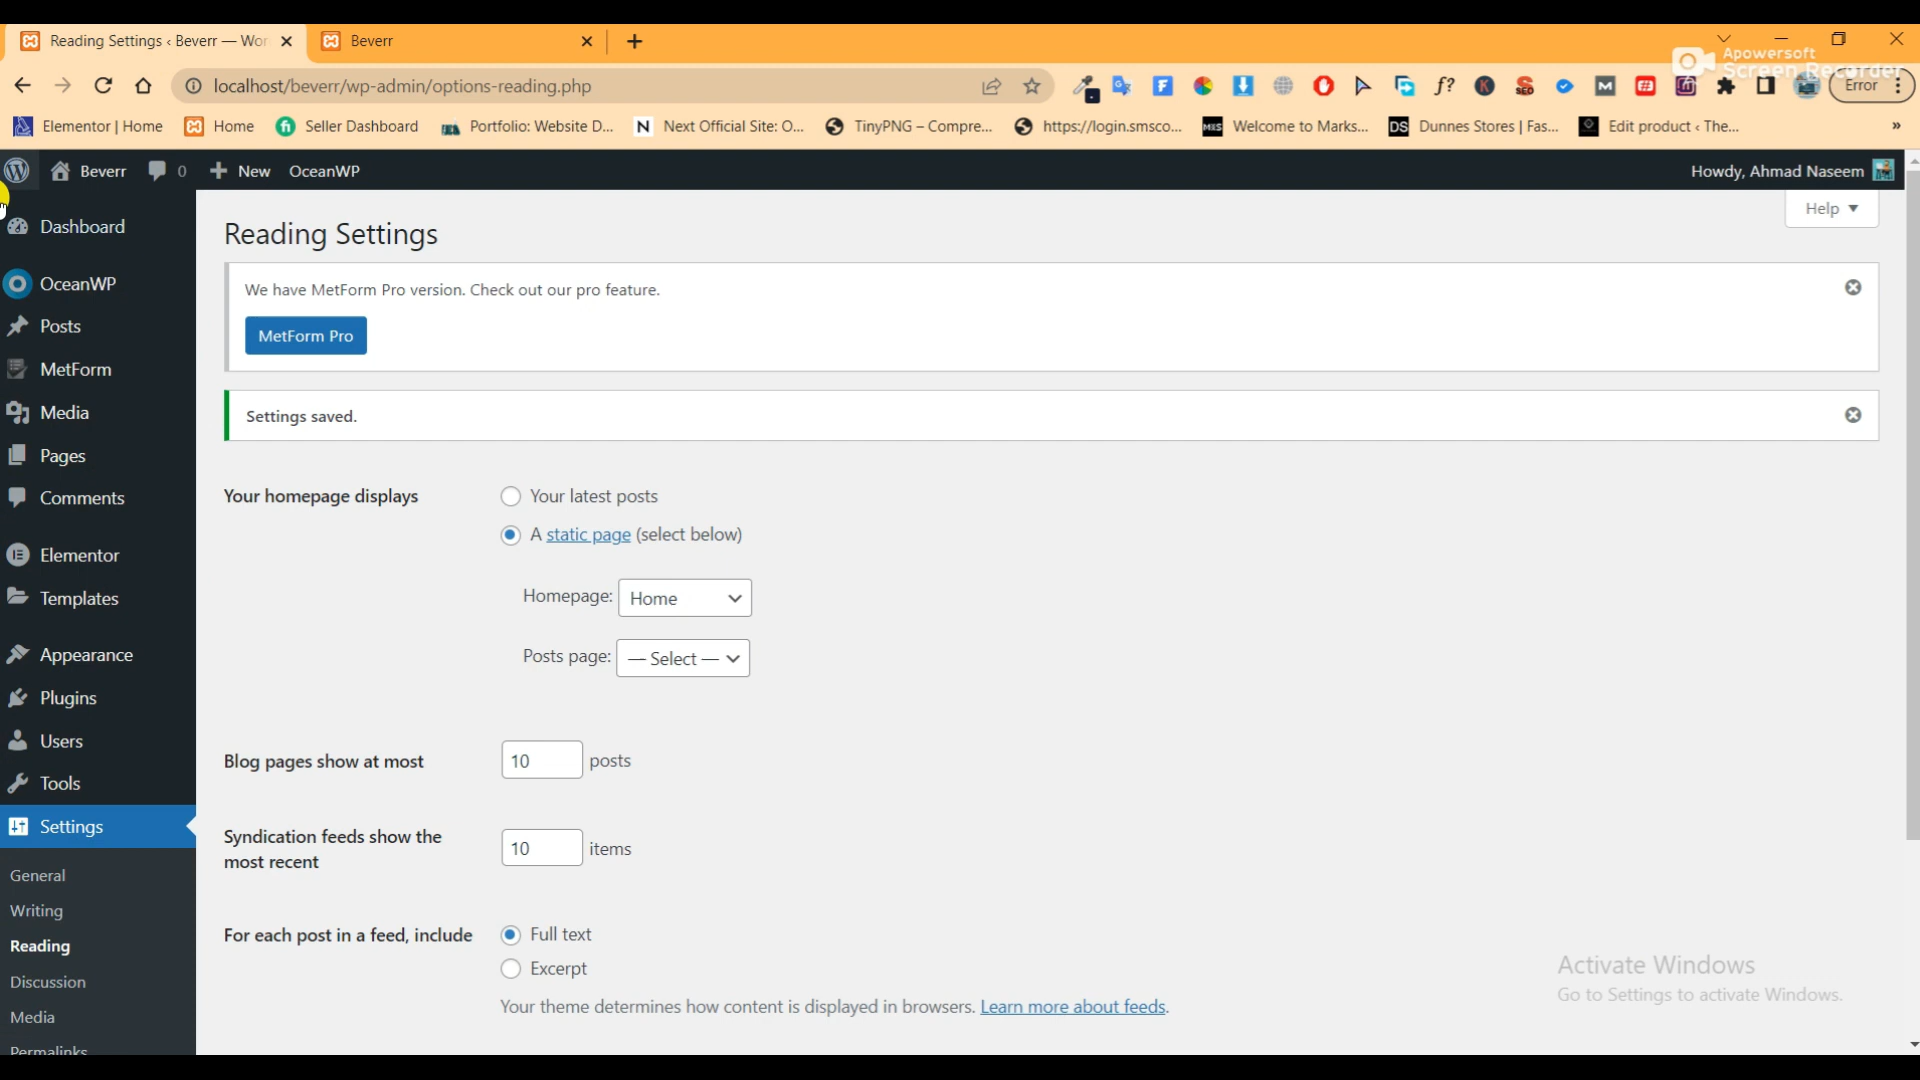 Reading Settings ‹ Beverr — Wor
Beverr
Apowersoft
Screen Recorder
localhost/beverr/wp-admin/options-reading.php
Error
Elementor | Home
Home
Seller Dashboard
Portfolio: Website D...
Next Official Site: O...
TinyPNG – Compre...
https://login.smsco...
Welcome to Marks...
Dunnes Stores | Fas...
Edit product ‹ The...
»
Beverr
0
New
OceanWP
Howdy, Ahmad Naseem
Help
Dashboard
OceanWP
Posts
MetForm
Media
Pages
Comments
Elementor
Templates
Appearance
Plugins
Users
Tools
Settings
General
Writing
Reading
Discussion
Media
Permalinks
Reading Settings
We have MetForm Pro version. Check out our pro feature.
MetForm Pro
Settings saved.
Your homepage displays
Your latest posts
A static page (select below)
Homepage: Home
Posts page: — Select —
Blog pages show at most
10 posts
Syndication feeds show the
most recent
10 items
For each post in a feed, include
Full text
Excerpt
Your theme determines how content is displayed in browsers. Learn more about feeds.
Activate Windows
Go to Settings to activate Windows.